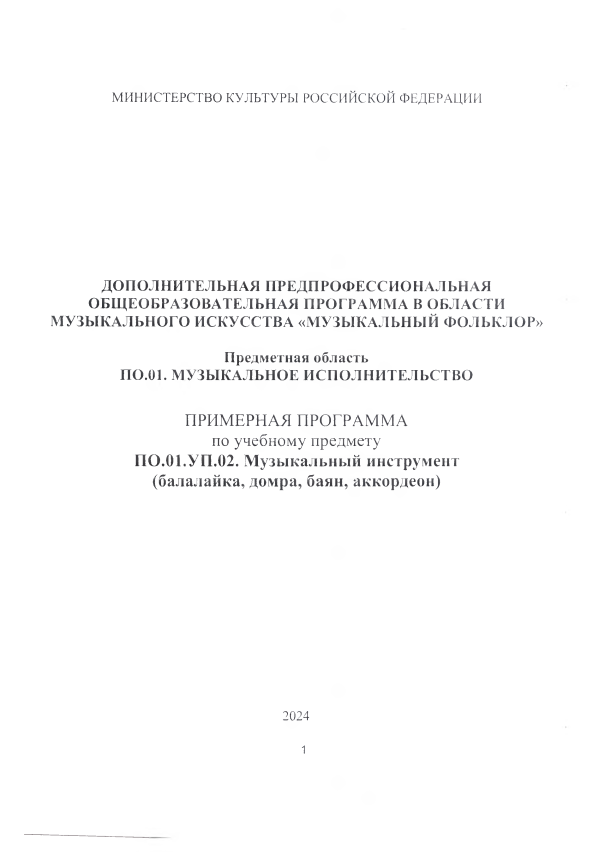 МИНИСТЕРСТВО КУЛЬТУРЫ РОССИЙСКОЙ ФЕДЕРАЦИИ
ДОПОЛНИТЕЛЬНАЯ ПРЕДПРОФЕССИОНАЛЬНАЯ
ОБЩЕОБРАЗОВАТЕЛЬНАЯ ПРОГРАММА В ОБЛАСТИ
МУЗЫКАЛЬНОГО ИСКУССТВА «МУЗЫКАЛЬНЫЙ ФОЛЬКЛОР»
Предметная область
ПО.01. МУЗЫКАЛЬНОЕ ИСПОЛНИТЕЛЬСТВО
ПРИМЕРНАЯ ПРОГРАММА
по учебному предмету
ПО.01.УП.02. Музыкальный инструмент
(балалайка, домра, баян, аккордеон)
2024
1